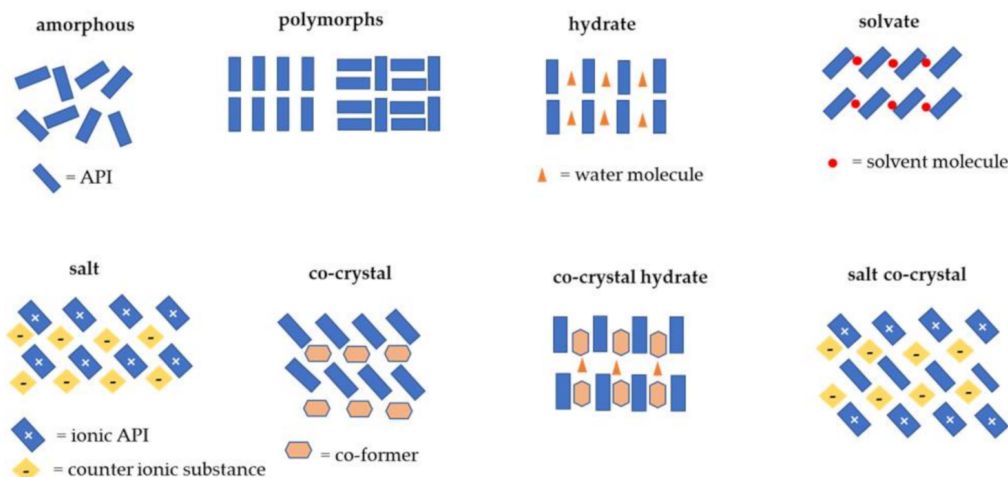 amorphous
polymorphs
hydrate
solvate
= API
= water molecule
= solvent molecule
salt
co-crystal
co-crystal hydrate
salt co-crystal
= ionic API
= counter ionic substance
= co-former